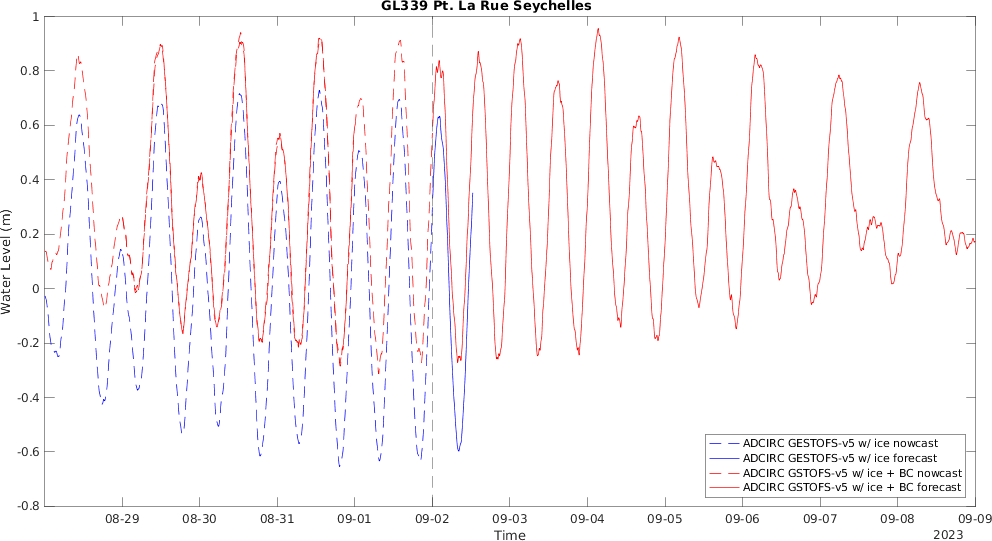 GL339 Pt. La Rue Seychelles
1
0.8
0.6
0.4
0.2
0
-0.2
-0.4
-0.6
-0.8
Water Level (m)
ADCIRC GESTOFS-v5 w/ ice nowcast
ADCIRC GESTOFS-v5 w/ ice forecast
ADCIRC GSTOFS-v5 w/ ice + BC nowcast
ADCIRC GSTOFS-v5 w/ ice + BC forecast
08-29 08-30 08-31 09-01 09-02 09-03 09-04 09-05 09-06 09-07 09-08 09-09
Time
2023